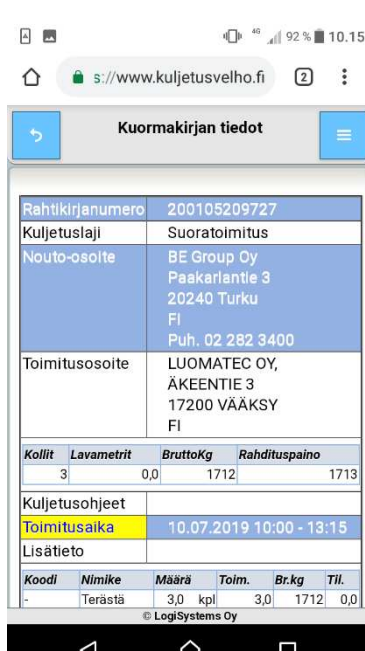 4G 92 % 10.15
s://www.kuljetusvelho.fi 2
Kuormakirjan tiedot
Rahtikirjanumero 200105209727
Kuljetuslaji Suoratoimitus
Nouto-osoite BE Group Oy
Paakarlantie 3
20240 Turku
FI
Puh. 02 282 3400
Toimitusosoite LUOMATEC OY,
ÄKEENTIE 3
17200 VÄÄKSY
FI
Kollit Lavametrit BruttoKg Rahdituspaino
3 0,0 1712 1713
Kuljetusohjeet
Toimitusaika 10.07.2019 10:00 - 13:15
Lisätieto
Koodi Nimike Määrä Toim. Br.kg Til.
- Terästä 3,0 kpl 3,0 1712 0,0
© LogiSystems Oy